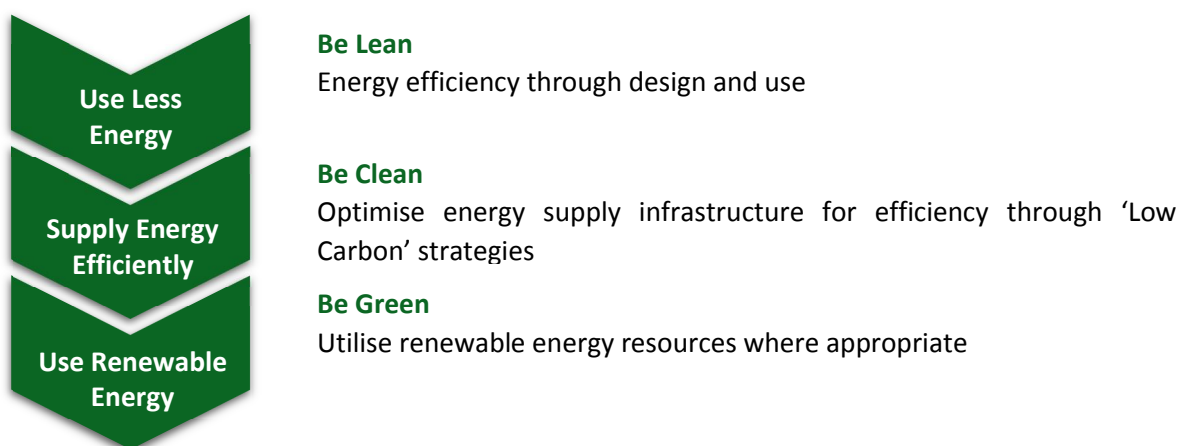 Use Less
Energy
Be Lean
Energy efficiency through design and use
Supply Energy
Efficiently
Be Clean
Optimise energy supply infrastructure for efficiency through ‘Low
Carbon’ strategies
Use Renewable
Energy
Be Green
Utilise renewable energy resources where appropriate